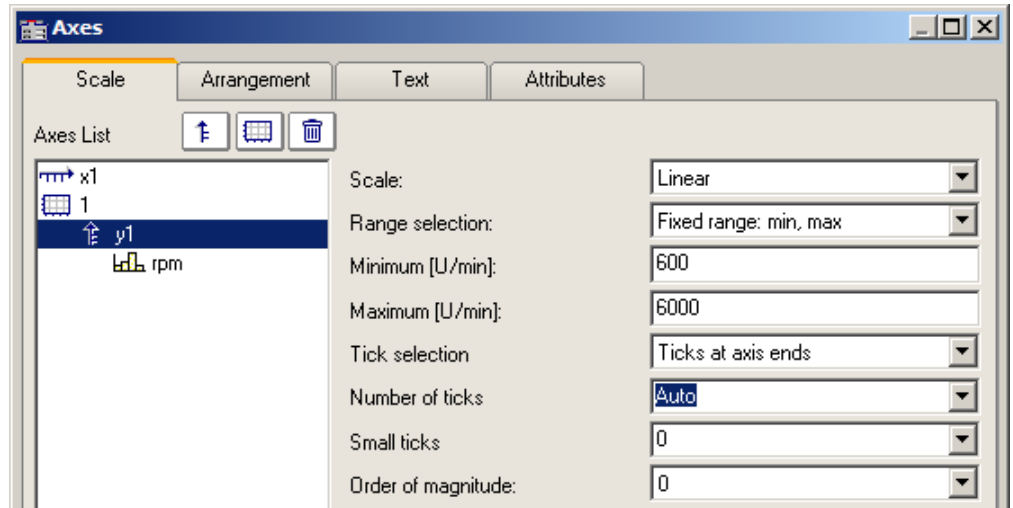 Axes
Scale Arrangement Text Attributes
Axes List
x1
1
y1
rpm
Scale: Linear
Range selection: Fixed range: min, max
Minimum [U/min]: 600
Maximum [U/min]: 6000
Tick selection Ticks at axis ends
Number of ticks Auto
Small ticks 0
Order of magnitude: 0